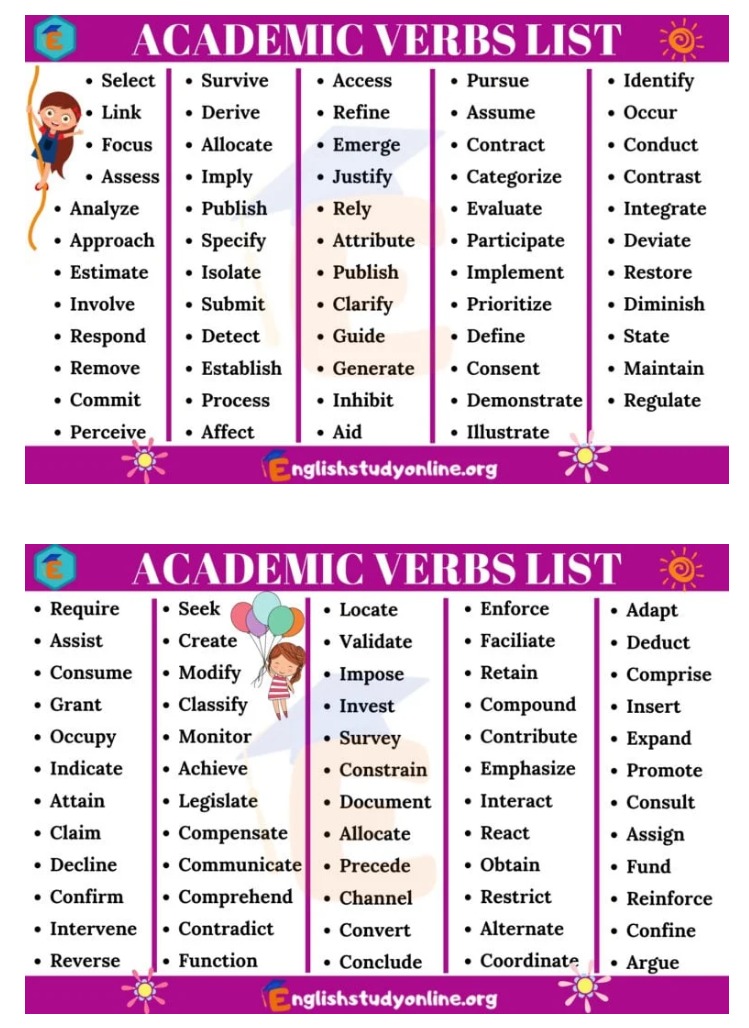 ACADEMIC VERBS LIST
• Select
• Link
• Focus
• Assess
• Analyze
• Approach
• Estimate
• Involve
• Respond
• Remove
• Commit
• Perceive
• Survive
• Derive
• Allocate
• Imply
• Publish
• Specify
• Isolate
• Submit
• Detect
• Establish
• Process
• Affect
• Access
• Refine
• Emerge
• Justify
• Rely
• Attribute
• Publish
• Clarify
• Guide
• Generate
• Inhibit
• Aid
• Pursue
• Assume
• Contract
• Categorize
• Evaluate
• Participate
• Implement
• Prioritize
• Define
• Consent
• Demonstrate
• Illustrate
• Identify
• Occur
• Conduct
• Contrast
• Integrate
• Deviate
• Restore
• Diminish
• State
• Maintain
• Regulate
Englishstudyonline.org
ACADEMIC VERBS LIST
• Require
• Assist
• Consume
• Grant
• Occupy
• Indicate
• Attain
• Claim
• Decline
• Confirm
• Intervene
• Reverse
• Seek
• Create
• Modify
• Classify
• Monitor
• Achieve
• Legislate
• Compensate
• Communicate
• Comprehend
• Contradict
• Function
• Locate
• Validate
• Impose
• Invest
• Survey
• Constrain
• Document
• Allocate
• Precede
• Channel
• Convert
• Conclude
• Enforce
• Faciliate
• Retain
• Compound
• Contribute
• Emphasize
• Interact
• React
• Obtain
• Restrict
• Alternate
• Coordinate
• Adapt
• Deduct
• Comprise
• Insert
• Expand
• Promote
• Consult
• Assign
• Fund
• Reinforce
• Confine
• Argue
Englishstudyonline.org